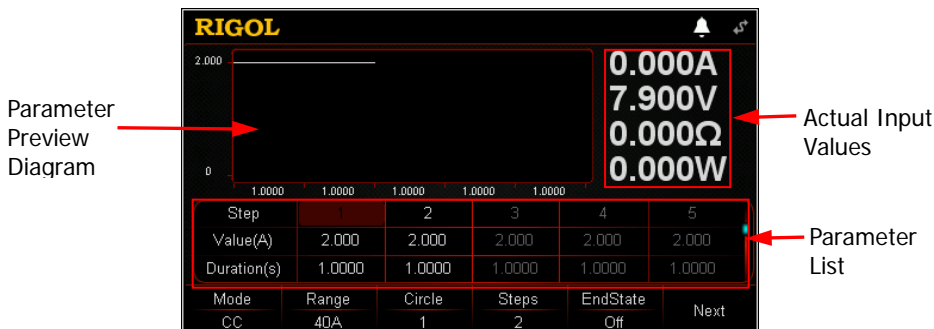 RIGOL
2.000
0
1.0000 1.0000 1.0000 1.0000 1.0000
0.000A
7.900V
0.000Ω
0.000W
Parameter
Preview
Diagram
Actual Input
Values
Step 1 2 3 4 5
Value(A) 2.000 2.000 2.000 2.000 2.000
Duration(s) 1.0000 1.0000 1.0000 1.0000 1.0000
Parameter
List
Mode Range Circle Steps EndState Next
CC 40A 1 2 Off